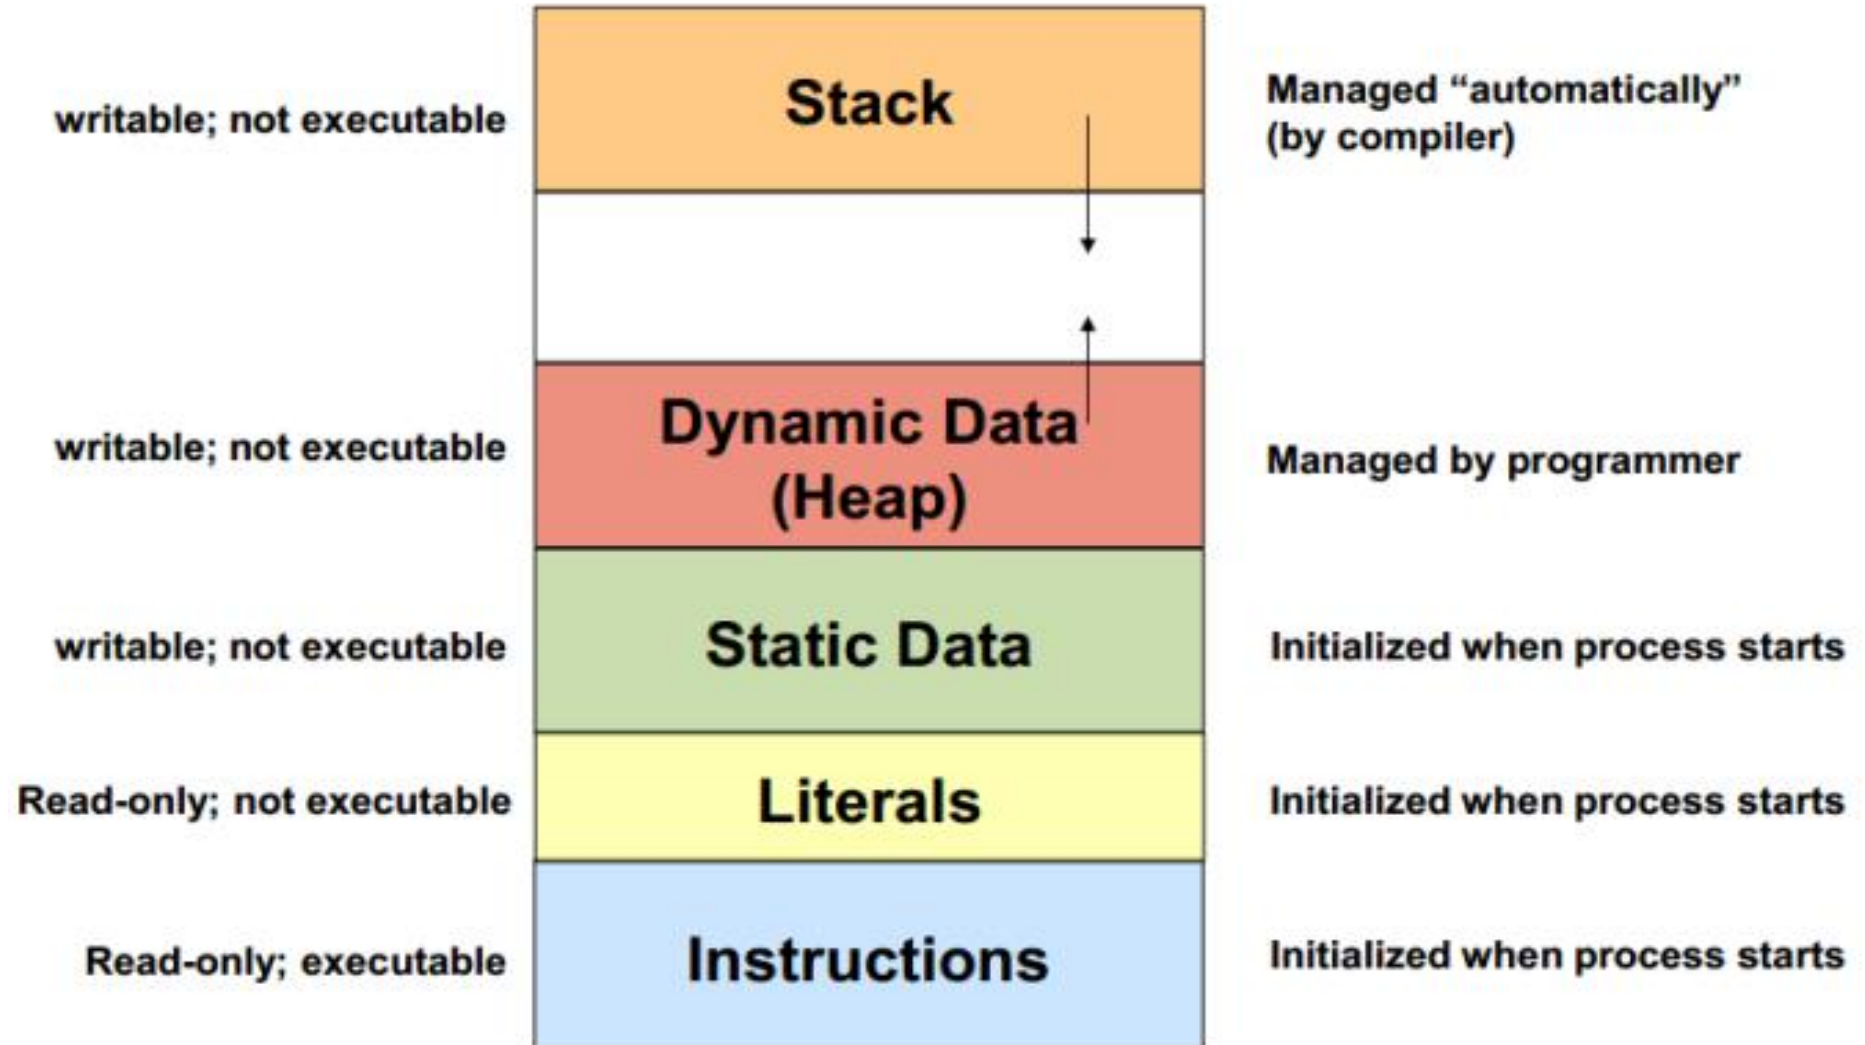 writable; not executable
Stack
Managed “automatically”
(by compiler)
writable; not executable
Dynamic Data
(Heap)
Managed by programmer
writable; not executable
Static Data
Initialized when process starts
Read-only; not executable
Literals
Initialized when process starts
Read-only; executable
Instructions
Initialized when process starts